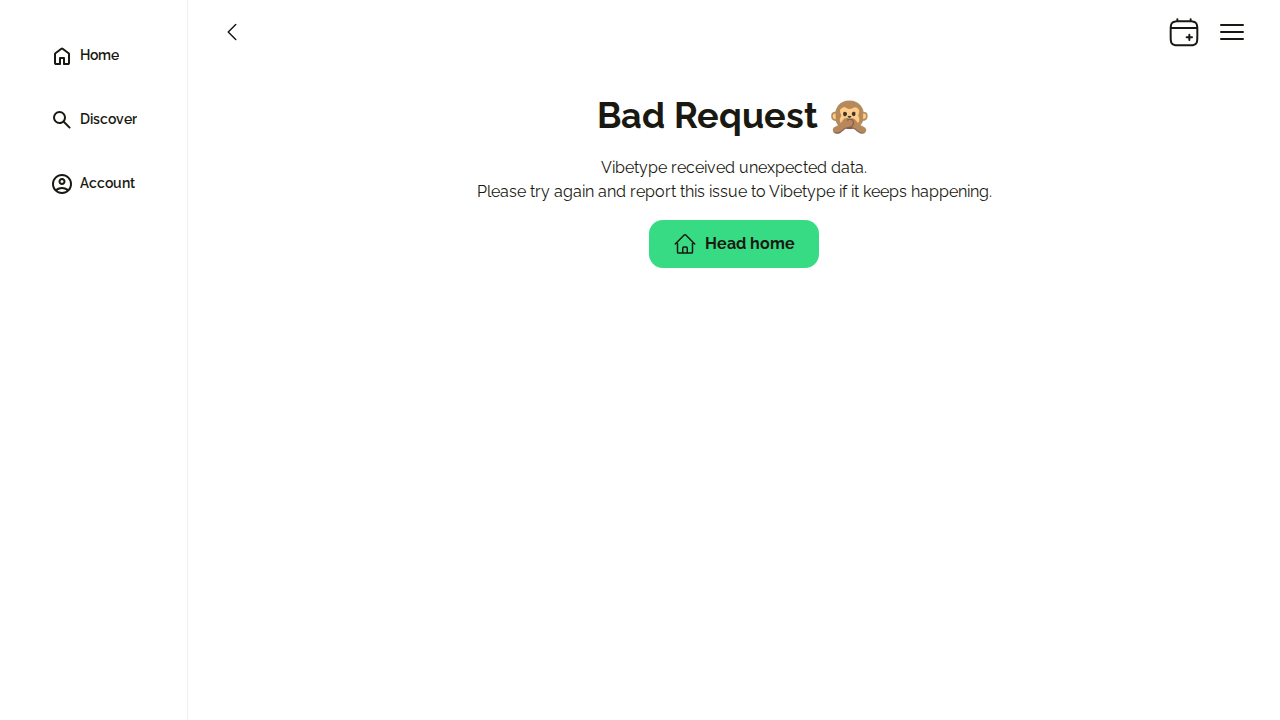 Home
Discover
Account
Bad Request 🙊
Vibetype received unexpected data.
Please try again and report this issue to Vibetype if it keeps happening.
Head home